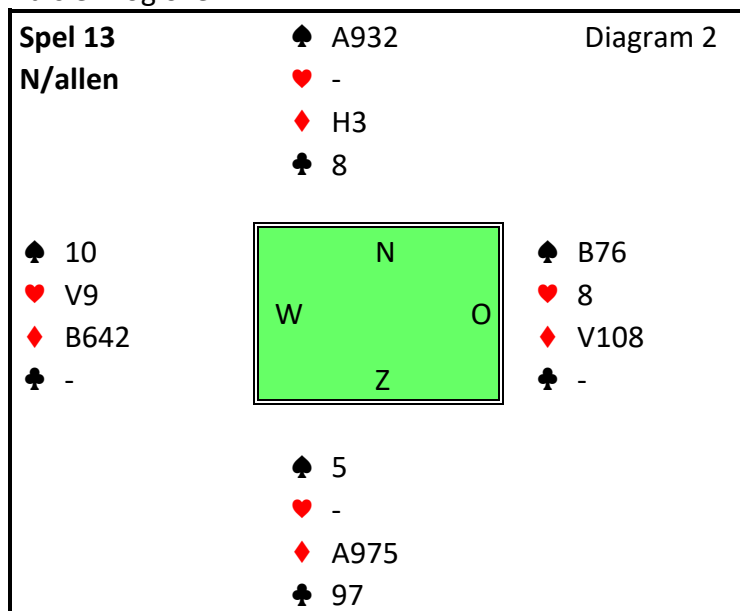 Spel 13 ♠ A932 Diagram 2
N/allen ♥ -
♦ H3
♣ 8
♠ 10 N ♠ B76
♥ V9 ♥ 8
W O
♦ B642 ♦ V108
♣ - ♣ -
Z
♠ 5
♥ -
♦ A975
♣ 97